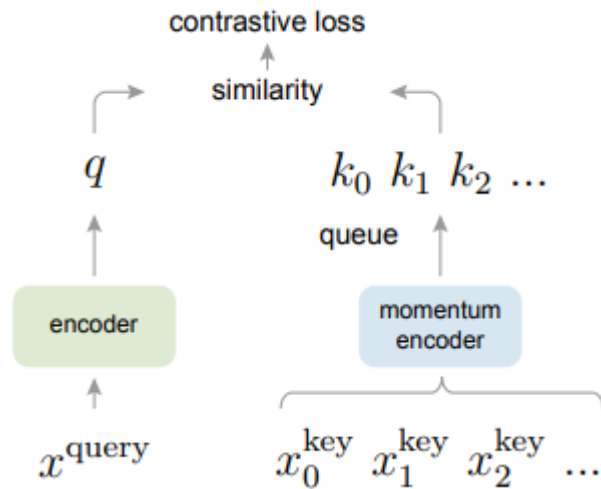 contrastive loss
similarity
q k₀ k₁ k₂ ...
queue
encoder momentum encoder
x^query x₀^key x₁^key x₂^key ...